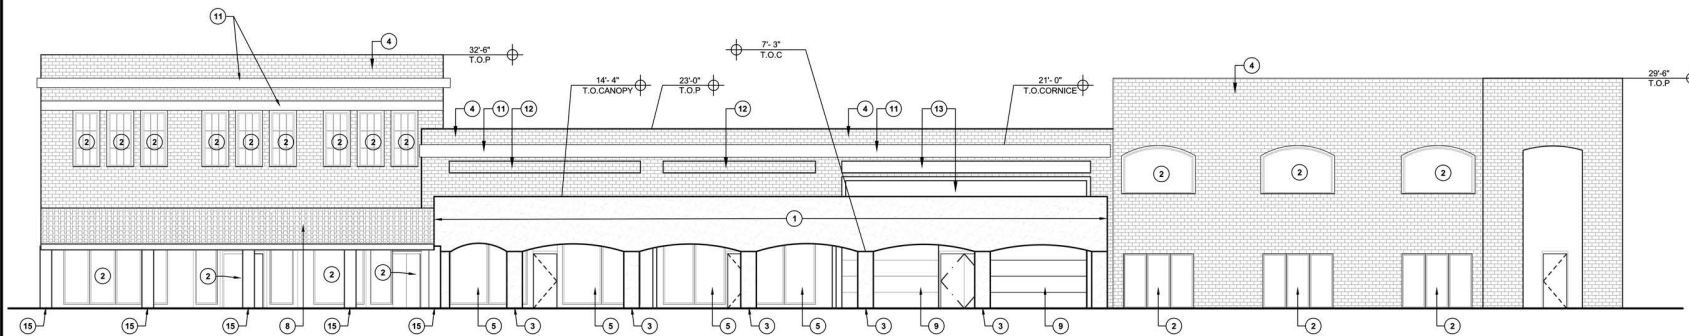 11
4
32'-6"
T.O.P
7'- 3"
T.O.C
14'- 4"
T.O.CANOPY
23'-0"
T.O.P
21'- 0"
T.O.CORNICE
4
29'-6"
T.O.P
4 11 12 12 4 11 13
2 2 2 2 2 2 2 2 2
2 2 2
1
2 2 2 2
15 15 15 8 15 15 5 3 5 3 5 3 5 3 9 3 9 2 2 2